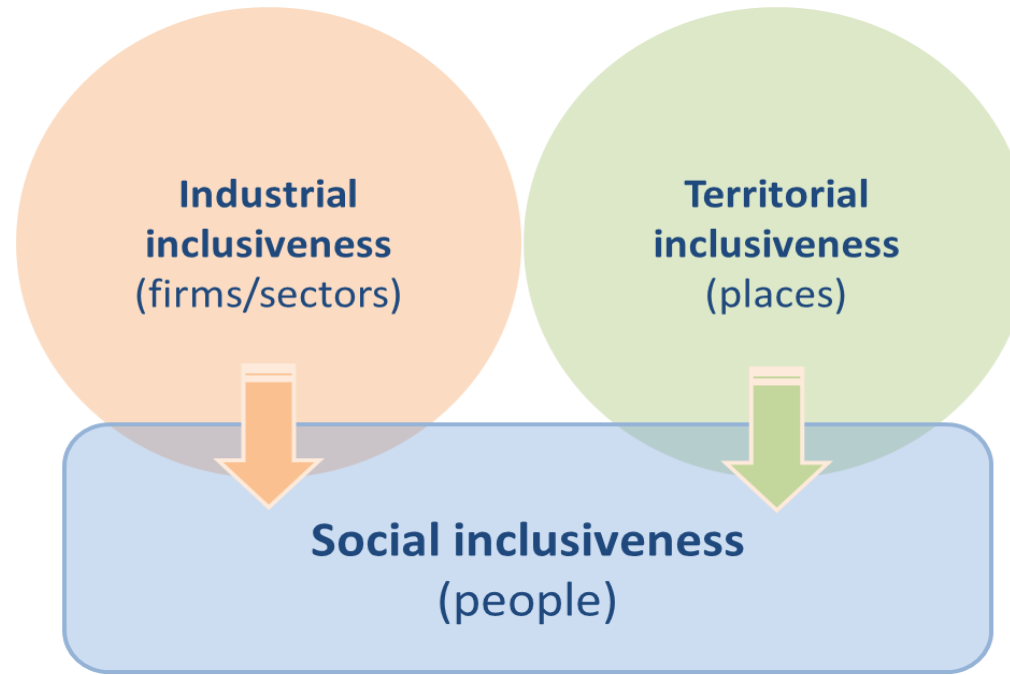 Industrial
inclusiveness
(firms/sectors)
Territorial
inclusiveness
(places)
Social inclusiveness
(people)